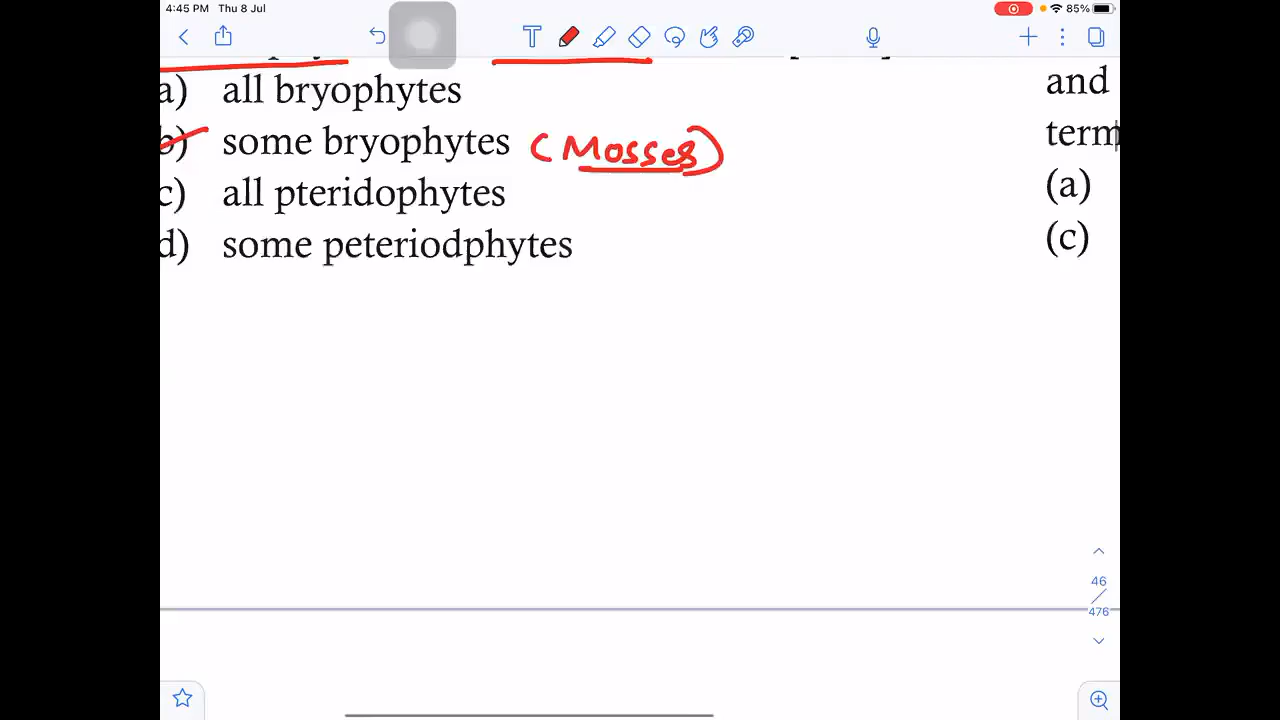 4:45 PM Thu 8 Jul
85%
T
a) all bryophytes
b) some bryophytes (Mosses)
c) all pteridophytes
d) some peteriodphytes
and
term
(a)
(c)
46
476